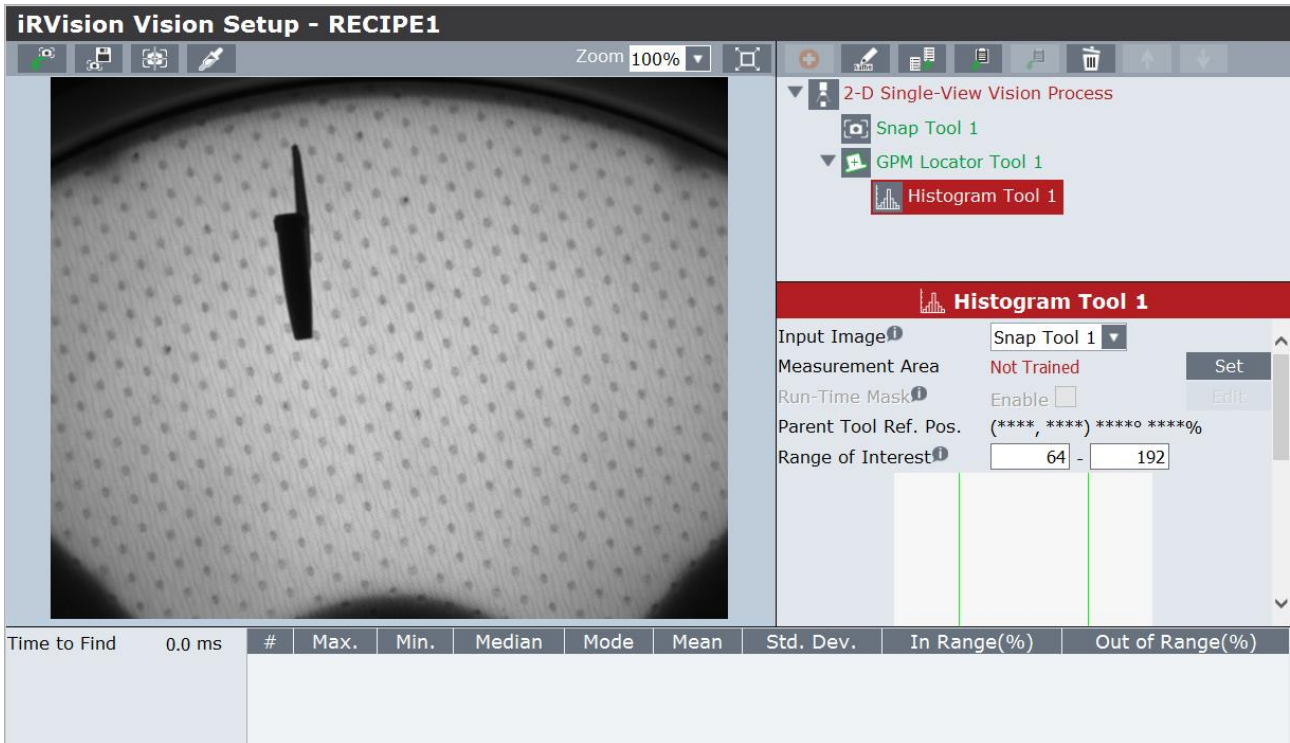 iRVision Vision Setup - RECIPE1
Zoom 100%
2-D Single-View Vision Process
Snap Tool 1
GPM Locator Tool 1
Histogram Tool 1
Histogram Tool 1
Input Image Snap Tool 1
Measurement Area Not Trained Set
Run-Time Mask Enable Edit
Parent Tool Ref. Pos. (****, ****) ****° ****%
Range of Interest 64 - 192
Time to Find 0.0 ms # Max. Min. Median Mode Mean Std. Dev. In Range(%) Out of Range(%)